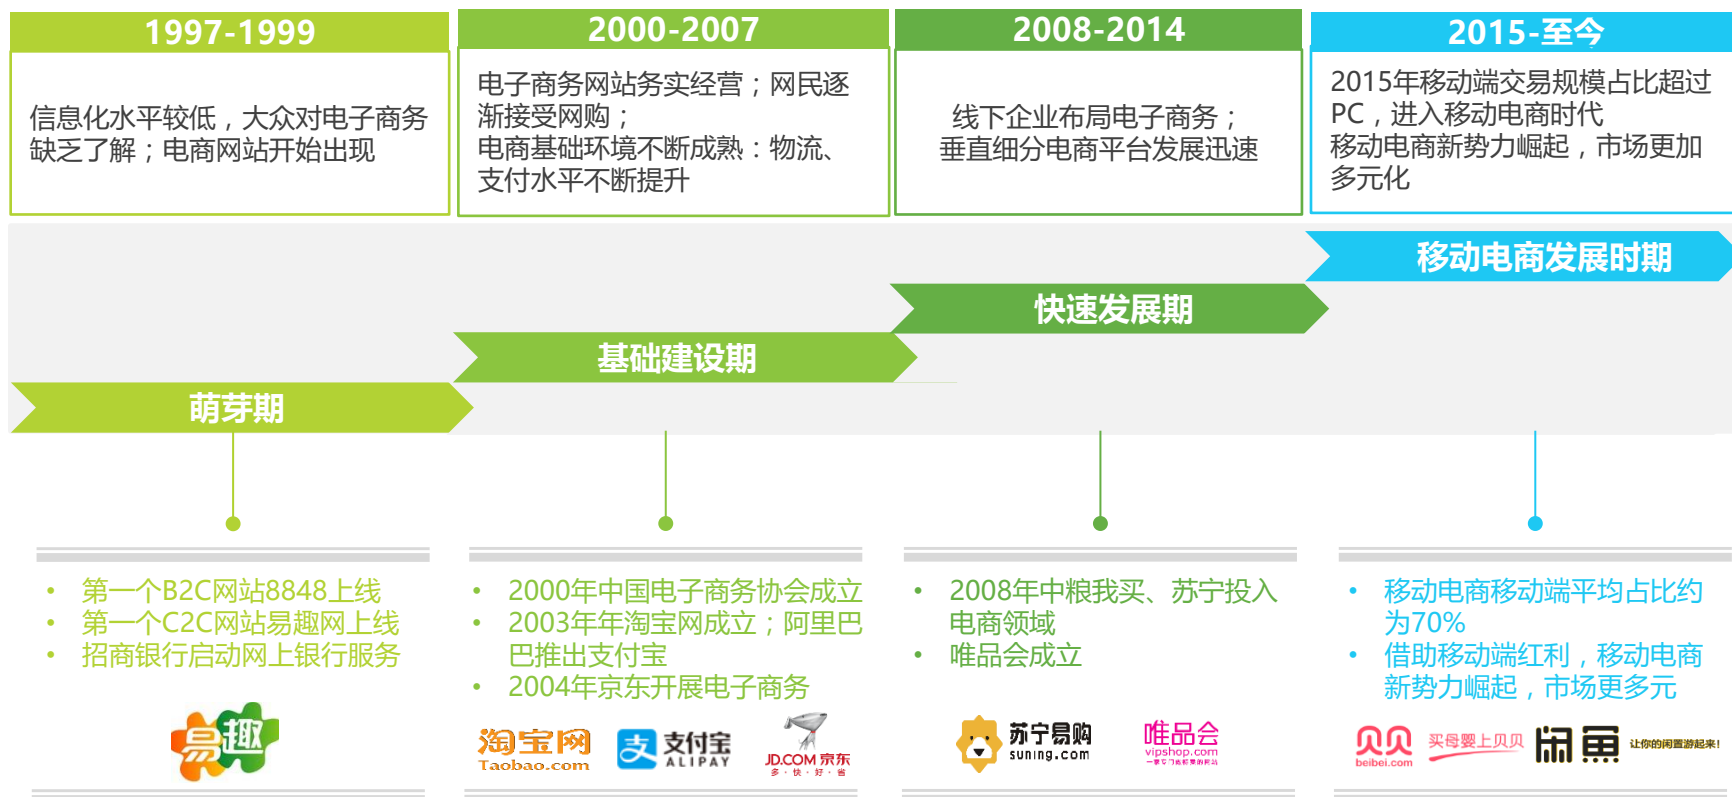 1997-1999
信息化水平较低，大众对电子商务
缺乏了解；电商网站开始出现
2000-2007
电子商务网站务实经营；网民逐
渐接受网购；
电商基础环境不断成熟：物流、
支付水平不断提升
2008-2014
线下企业布局电子商务；
垂直细分电商平台发展迅速
2015-至今
2015年移动端交易规模占比超过
PC，进入移动电商时代
移动电商新势力崛起，市场更加
多元化
移动电商发展时期
快速发展期
基础建设期
萌芽期
• 第一个B2C网站8848上线
• 第一个C2C网站易趣网上线
• 招商银行启动网上银行服务
易趣
• 2000年中国电子商务协会成立
• 2003年年淘宝网成立；阿里巴
巴推出支付宝
• 2004年京东开展电子商务
淘宝网
Taobao.com
支 支付宝
ALIPAY
JD.COM 京东
多·快·好·省
• 2008年中粮我买、苏宁投入
电商领域
• 唯品会成立
苏宁易购
suning.com
唯品会
vipshop.com
一家专门做特卖的网站
• 移动电商移动端平均占比约
为70%
• 借助移动端红利，移动电商
新势力崛起，市场更多元
贝贝
beibei.com
买母婴上贝贝
闲鱼
让你的闲置游起来！